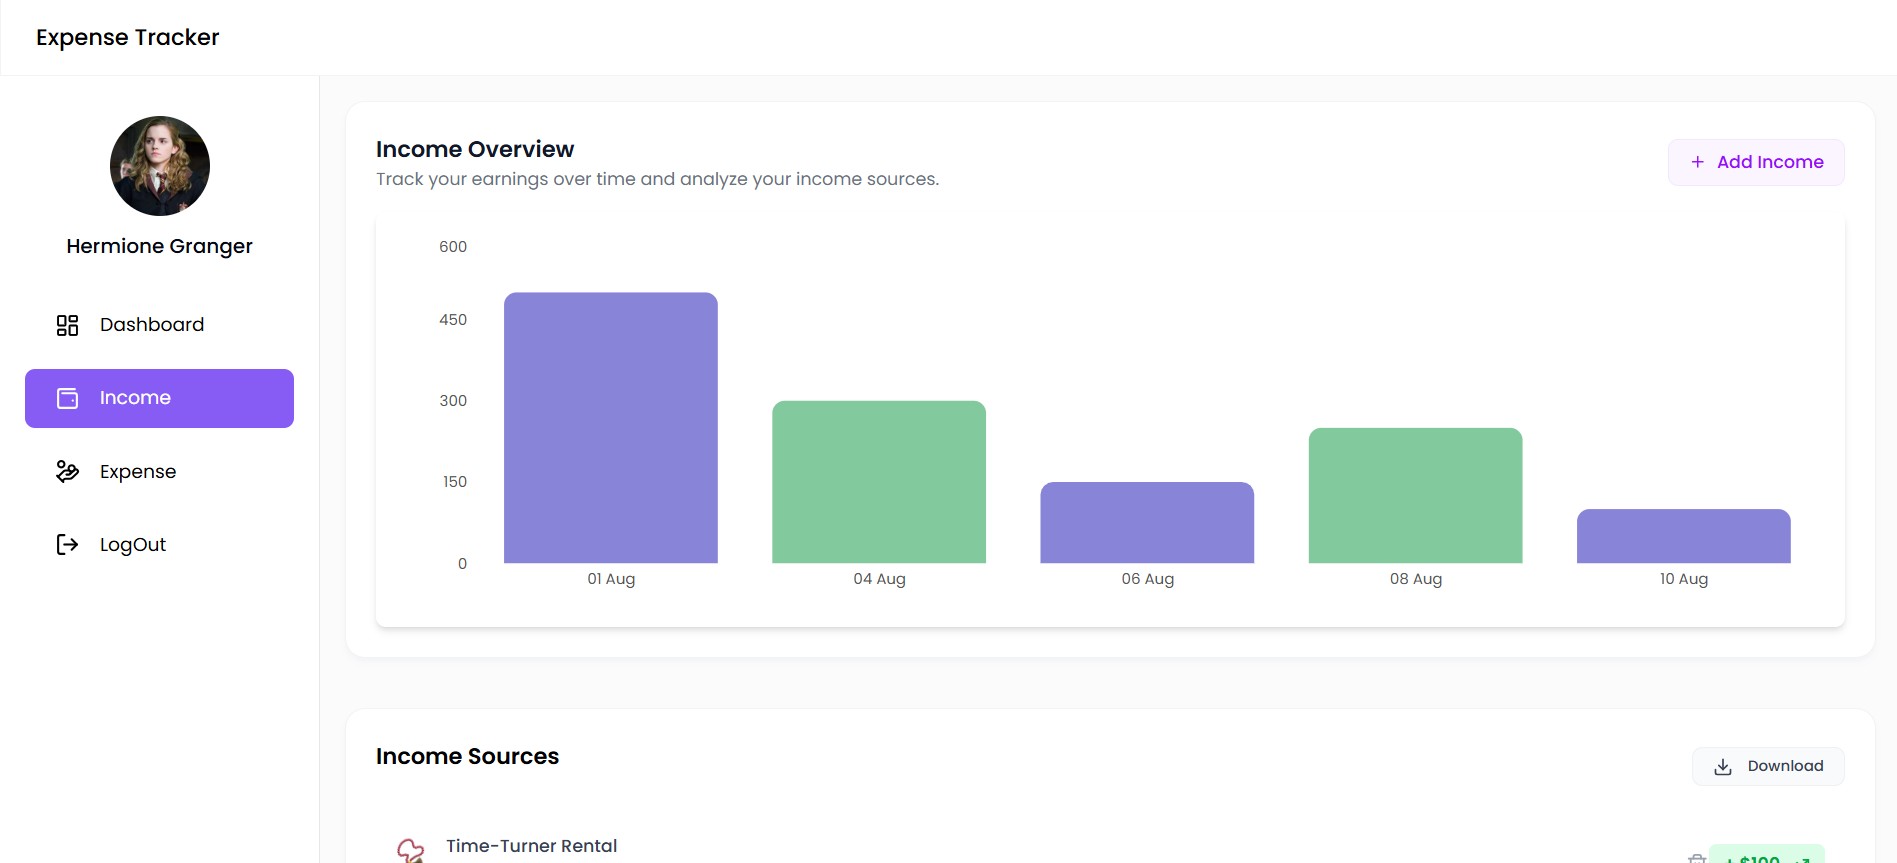 Expense Tracker
Hermione Granger
Dashboard
Income
Expense
LogOut
Income Overview
Track your earnings over time and analyze your income sources.
+ Add Income
600
450
300
150
0
01 Aug
04 Aug
06 Aug
08 Aug
10 Aug
Income Sources
Download
Time-Turner Rental
+ $100